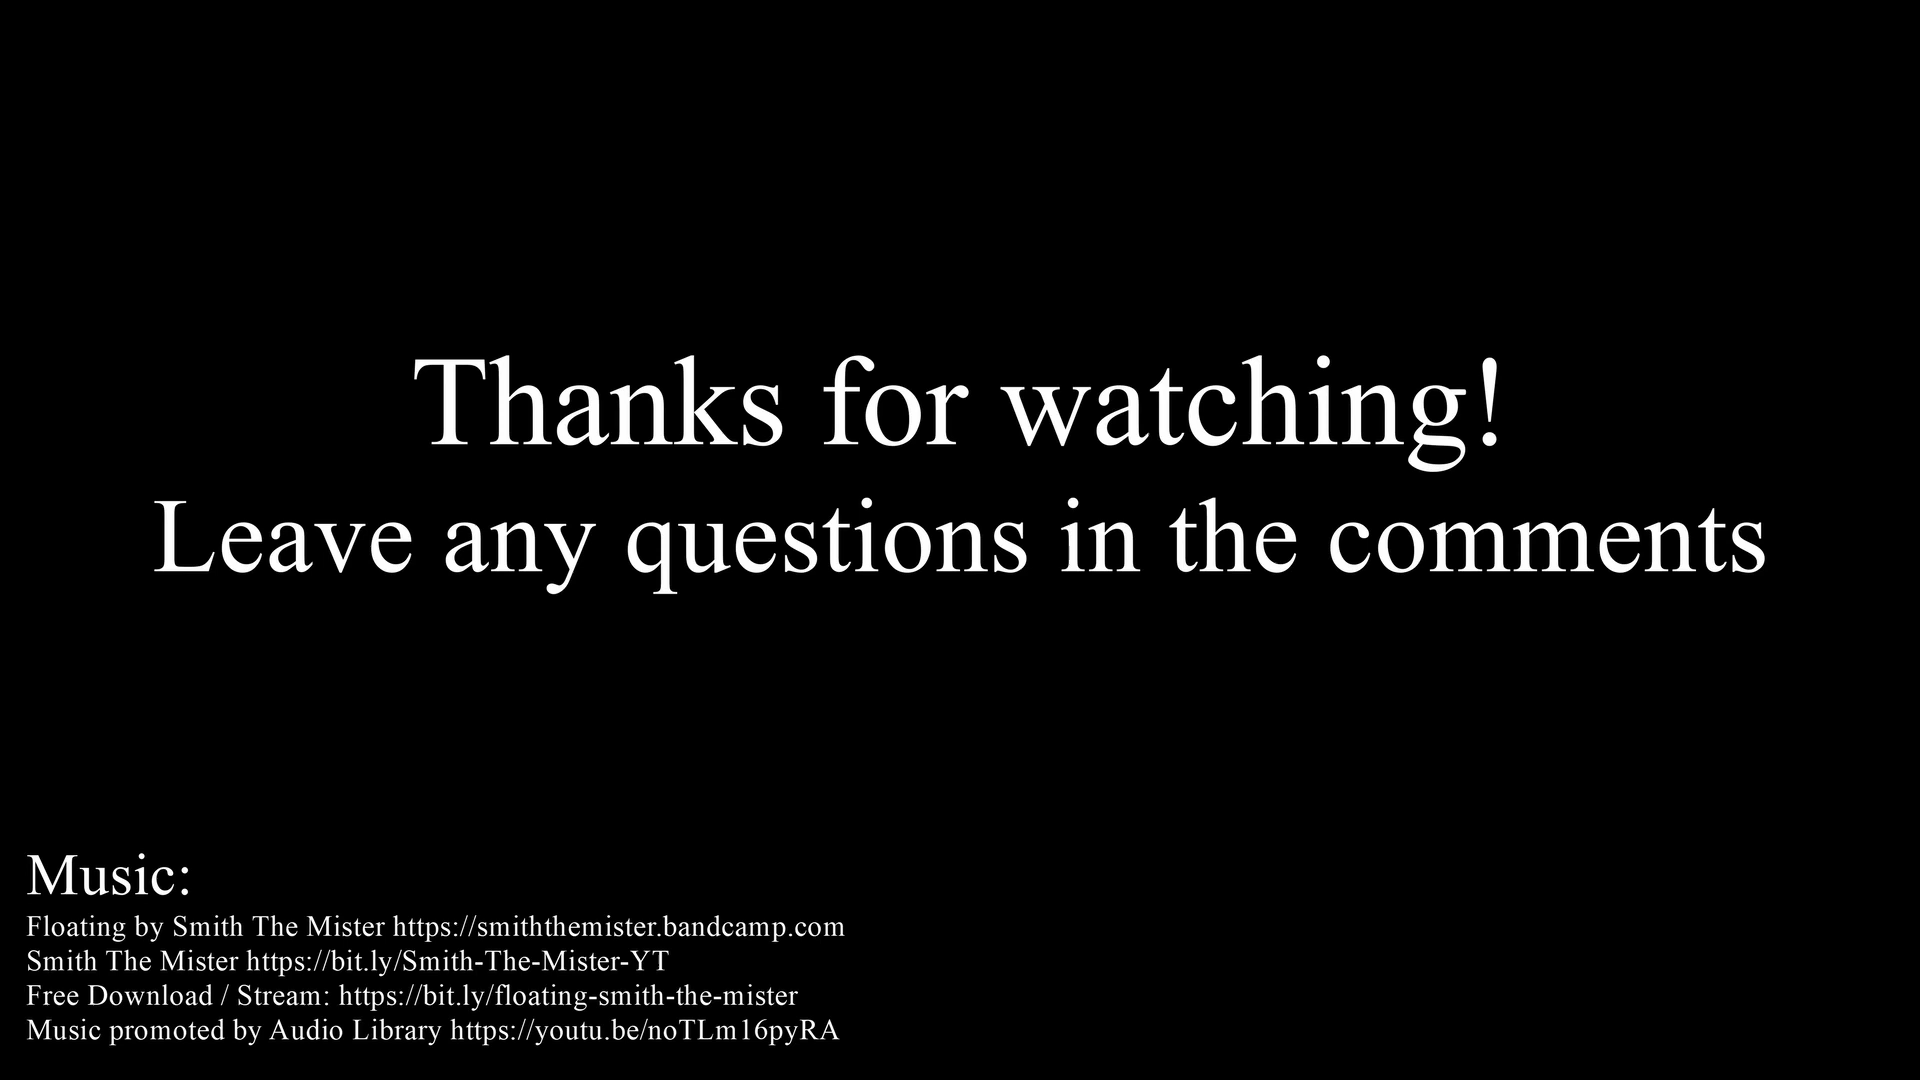 Thanks for watching!
Leave any questions in the comments
Music:
Floating by Smith The Mister https://smiththemister.bandcamp.com
Smith The Mister https://bit.ly/Smith-The-Mister-YT
Free Download / Stream: https://bit.ly/floating-smith-the-mister
Music promoted by Audio Library https://youtu.be/noTLm16pyRA